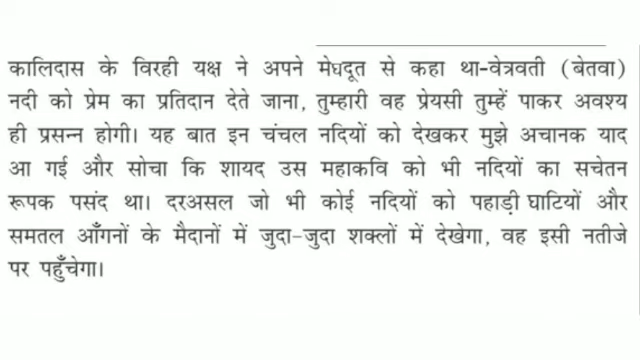 कालिदास के विरही यक्ष ने अपने मेघदूत से कहा था-वेत्रवती (बेतवा)
नदी को प्रेम का प्रतिदान देते जाना, तुम्हारी वह प्रेयसी तुम्हें पाकर अवश्य
ही प्रसन्न होगी। यह बात इन चंचल नदियों को देखकर मुझे अचानक याद
आ गई और सोचा कि शायद उस महाकवि को भी नदियों का सचेतन
रूपक पसंद था। दरअसल जो भी कोई नदियों को पहाड़ी घाटियों और
समतल आँगनों के मैदानों में जुदा-जुदा शक्लों में देखेगा, वह इसी नतीजे
पर पहुँचेगा।